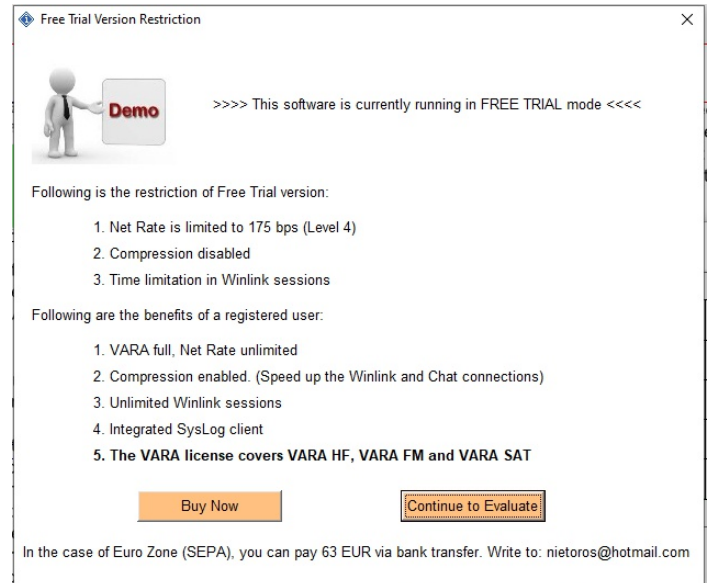 Free Trial Version Restriction
Demo
>>>> This software is currently running in FREE TRIAL mode <<<<
Following is the restriction of Free Trial version:
1. Net Rate is limited to 175 bps (Level 4)
2. Compression disabled
3. Time limitation in Winlink sessions
Following are the benefits of a registered user:
1. VARA full, Net Rate unlimited
2. Compression enabled. (Speed up the Winlink and Chat connections)
3. Unlimited Winlink sessions
4. Integrated SysLog client
5. The VARA license covers VARA HF, VARA FM and VARA SAT
Buy Now
Continue to Evaluate
In the case of Euro Zone (SEPA), you can pay 63 EUR via bank transfer. Write to: nietoros@hotmail.com